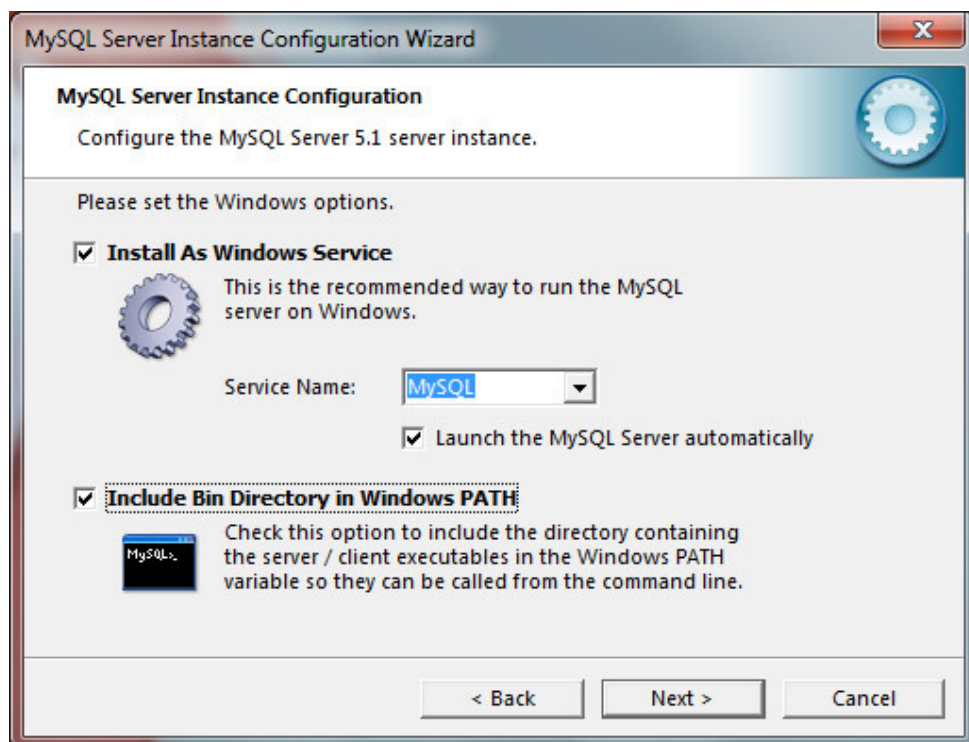 MySQL Server Instance Configuration Wizard
MySQL Server Instance Configuration
Configure the MySQL Server 5.1 server instance.
Please set the Windows options.
Install As Windows Service
This is the recommended way to run the MySQL
server on Windows.
Service Name: MySQL
Launch the MySQL Server automatically
Include Bin Directory in Windows PATH
MySQL>_
Check this option to include the directory containing
the server / client executables in the Windows PATH
variable so they can be called from the command line.
< Back Next > Cancel